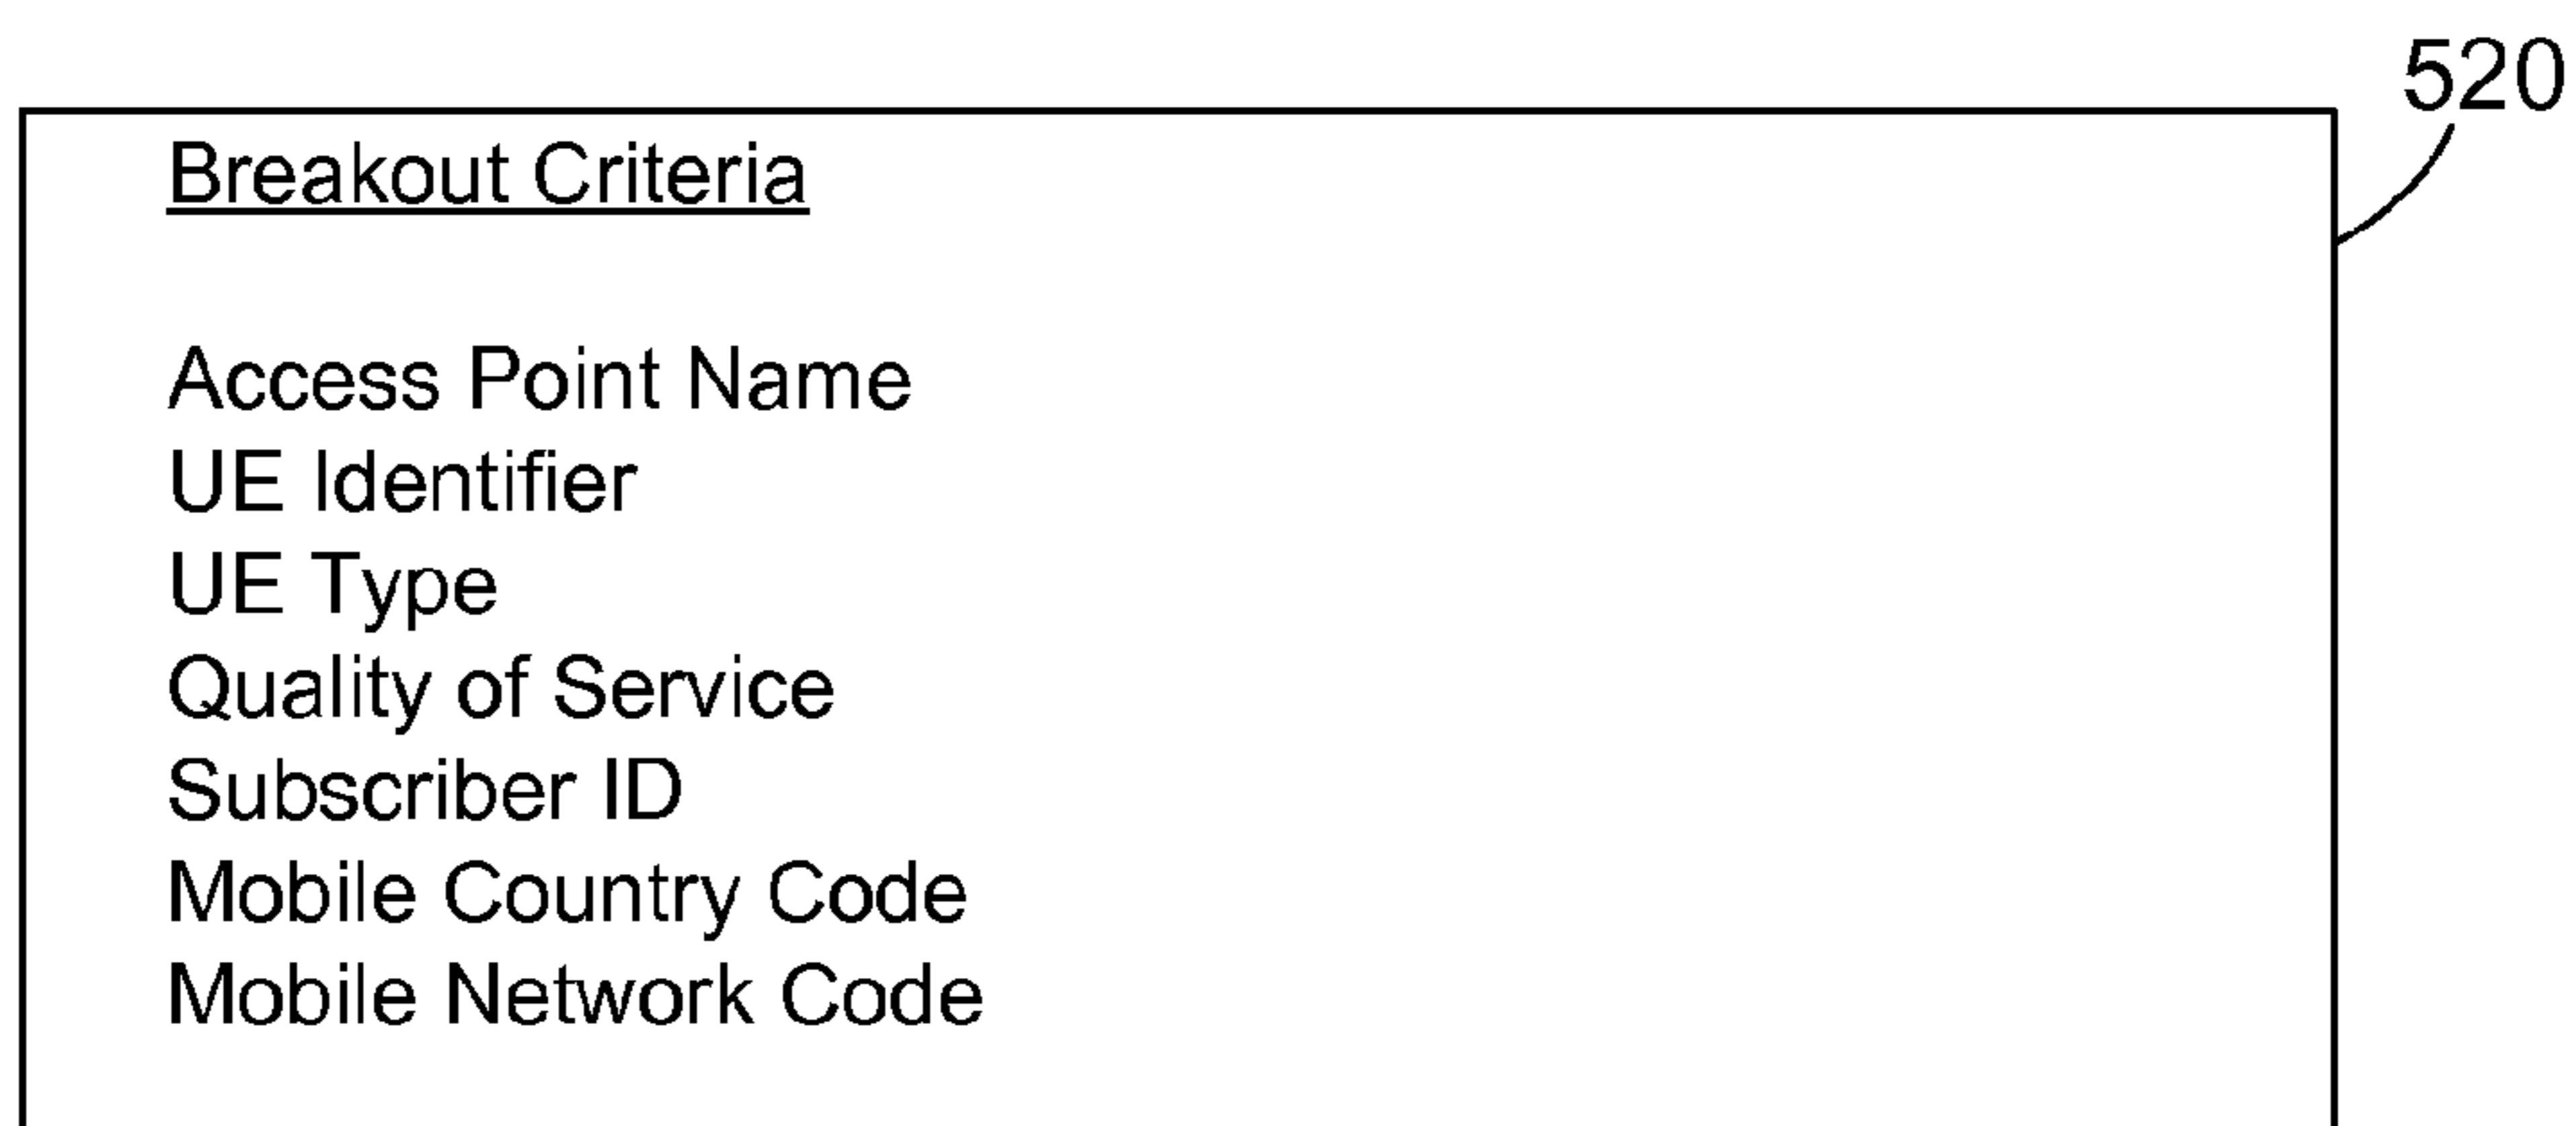 520
Breakout Criteria
Access Point Name
UE Identifier
UE Type
Quality of Service
Subscriber ID
Mobile Country Code
Mobile Network Code